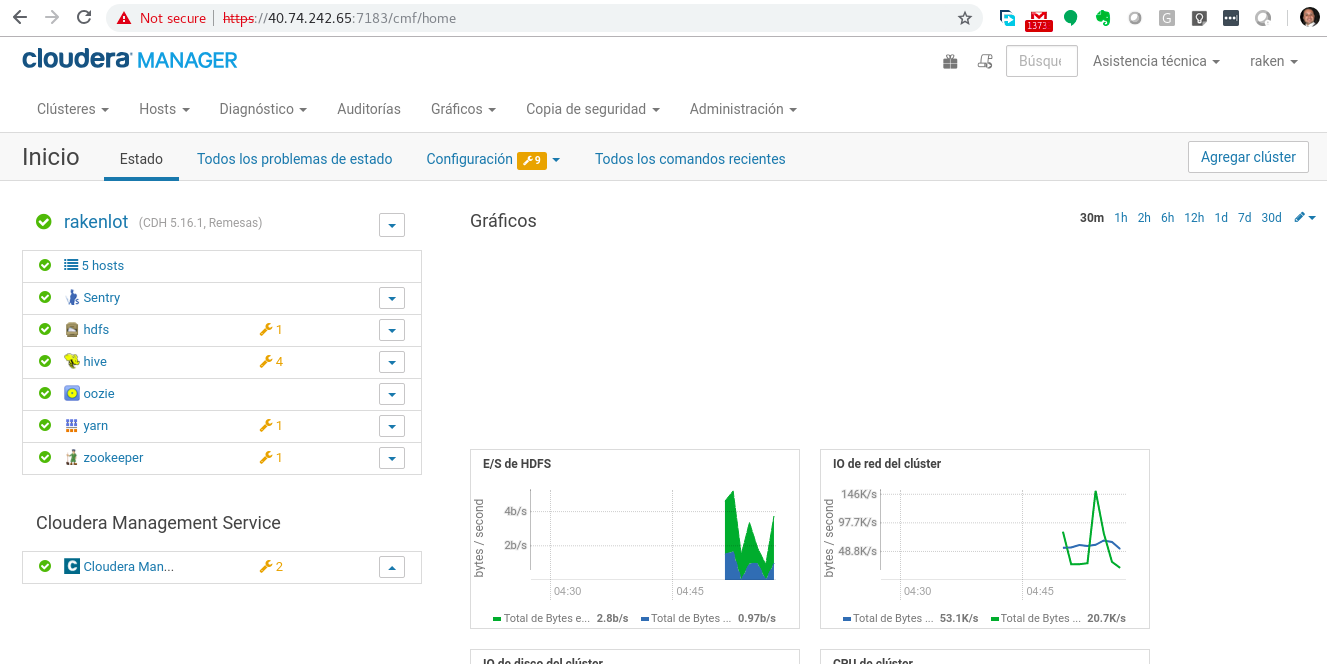 Not secure | https://40.74.242.65:7183/cmf/home
1373
G
cloudera MANAGER
Búsque
Asistencia técnica
raken
Clústeres
Hosts
Diagnóstico
Auditorías
Gráficos
Copia de seguridad
Administración
Inicio
Estado
Todos los problemas de estado
Configuración 9
Todos los comandos recientes
Agregar clúster
rakenlot (CDH 5.16.1, Remesas)
5 hosts
Sentry
hdfs 1
hive 4
oozie
yarn 1
zookeeper 1
Cloudera Management Service
C Cloudera Man... 2
Gráficos
30m 1h 2h 6h 12h 1d 7d 30d
E/S de HDFS
bytes / second
4b/s
2b/s
04:30 04:45
Total de Bytes e... 2.8b/s Total de Bytes ... 0.97b/s
IO de red del clúster
bytes / second
146K/s
97.7K/s
48.8K/s
04:30 04:45
Total de Bytes ... 53.1K/s Total de Bytes ... 20.7K/s
IO de disco del clúster
CPU de clúster